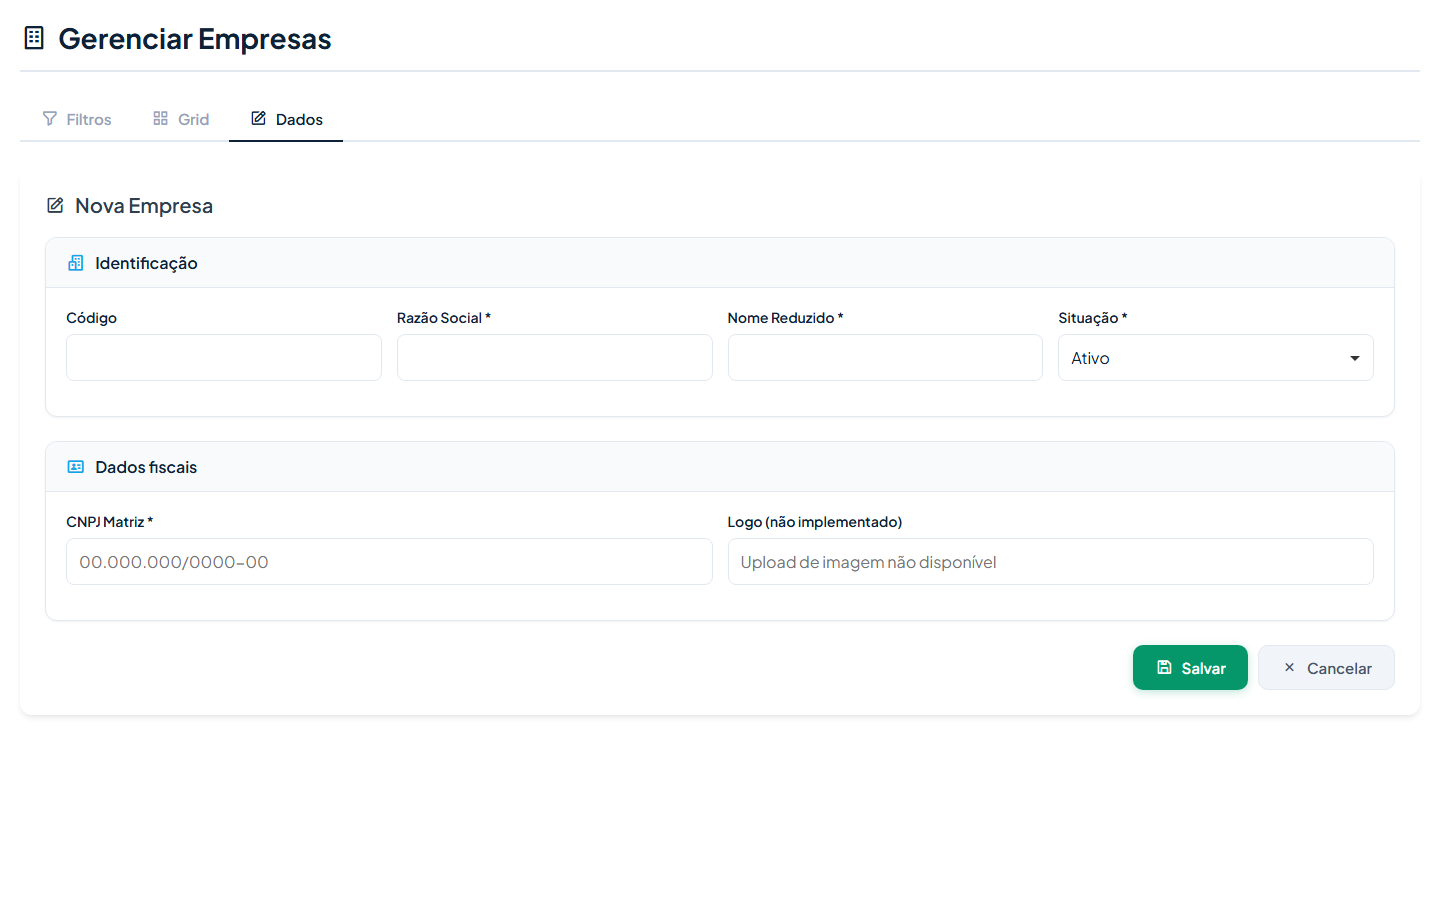 Gerenciar Empresas
Filtros Grid Dados
Nova Empresa
Identificação
Código Razão Social * Nome Reduzido * Situação *
Ativo
Dados fiscais
CNPJ Matriz * Logo (não implementado)
00.000.000/0000-00 Upload de imagem não disponível
Salvar Cancelar